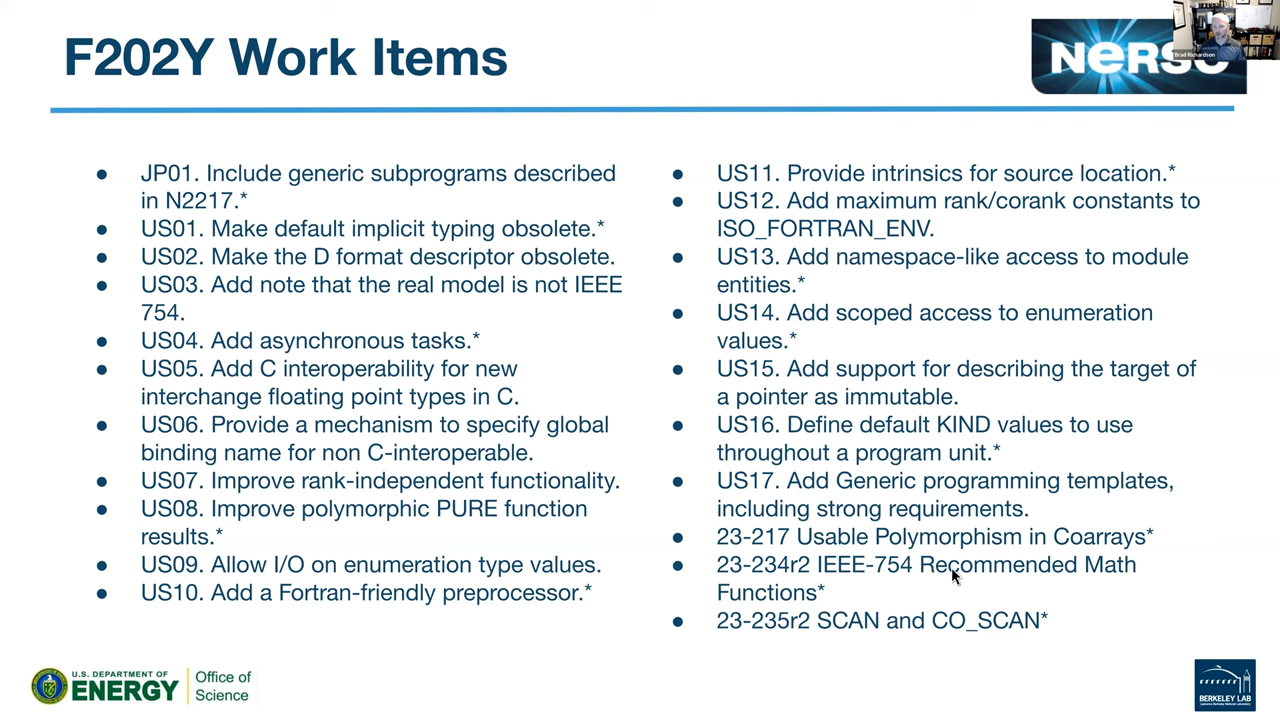 F202Y Work Items
NERSC
Brad Richardson
● JP01. Include generic subprograms described
in N2217.*
● US01. Make default implicit typing obsolete.*
● US02. Make the D format descriptor obsolete.
● US03. Add note that the real model is not IEEE
754.
● US04. Add asynchronous tasks.*
● US05. Add C interoperability for new
interchange floating point types in C.
● US06. Provide a mechanism to specify global
binding name for non C-interoperable.
● US07. Improve rank-independent functionality.
● US08. Improve polymorphic PURE function
results.*
● US09. Allow I/O on enumeration type values.
● US10. Add a Fortran-friendly preprocessor.*
● US11. Provide intrinsics for source location.*
● US12. Add maximum rank/corank constants to
ISO_FORTRAN_ENV.
● US13. Add namespace-like access to module
entities.*
● US14. Add scoped access to enumeration
values.*
● US15. Add support for describing the target of
a pointer as immutable.
● US16. Define default KIND values to use
throughout a program unit.*
● US17. Add Generic programming templates,
including strong requirements.
● 23-217 Usable Polymorphism in Coarrays*
● 23-234r2 IEEE-754 Recommended Math
Functions*
● 23-235r2 SCAN and CO_SCAN*
U.S. DEPARTMENT OF
ENERGY
Office of
Science
BERKELEY LAB
Lawrence Berkeley National Laboratory